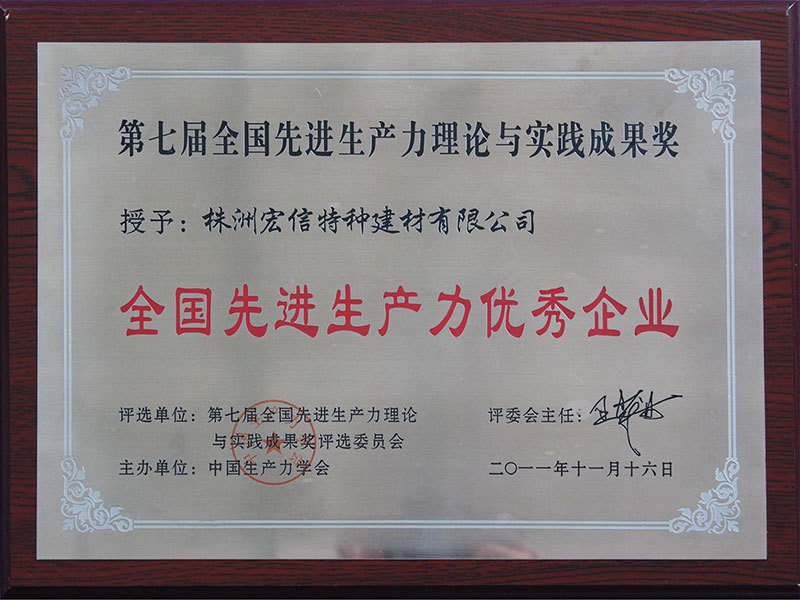 第七届全国先进生产力理论与实践成果奖
授予：株洲宏信特种建材有限公司
全国先进生产力优秀企业
评选单位：第七届全国先进生产力理论
与实践成果奖评选委员会
主办单位：中国生产力学会
评委会主任：
二〇一一年十一月十六日